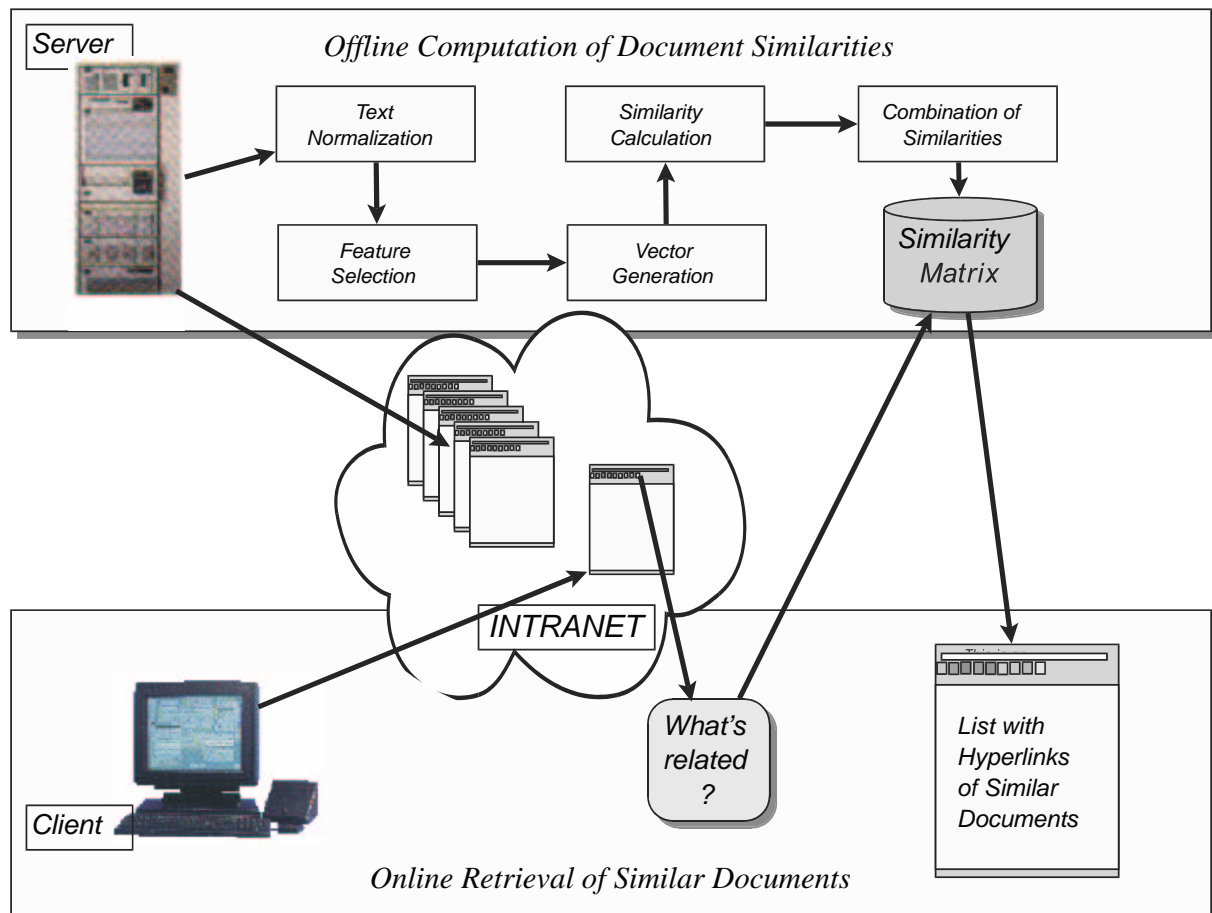 Server
Offline Computation of Document Similarities
Text
Normalization
Similarity
Calculation
Combination of
Similarities
Feature
Selection
Vector
Generation
Similarity
Matrix
INTRANET
What's
related
?
List with
Hyperlinks
of Similar
Documents
Client
Online Retrieval of Similar Documents